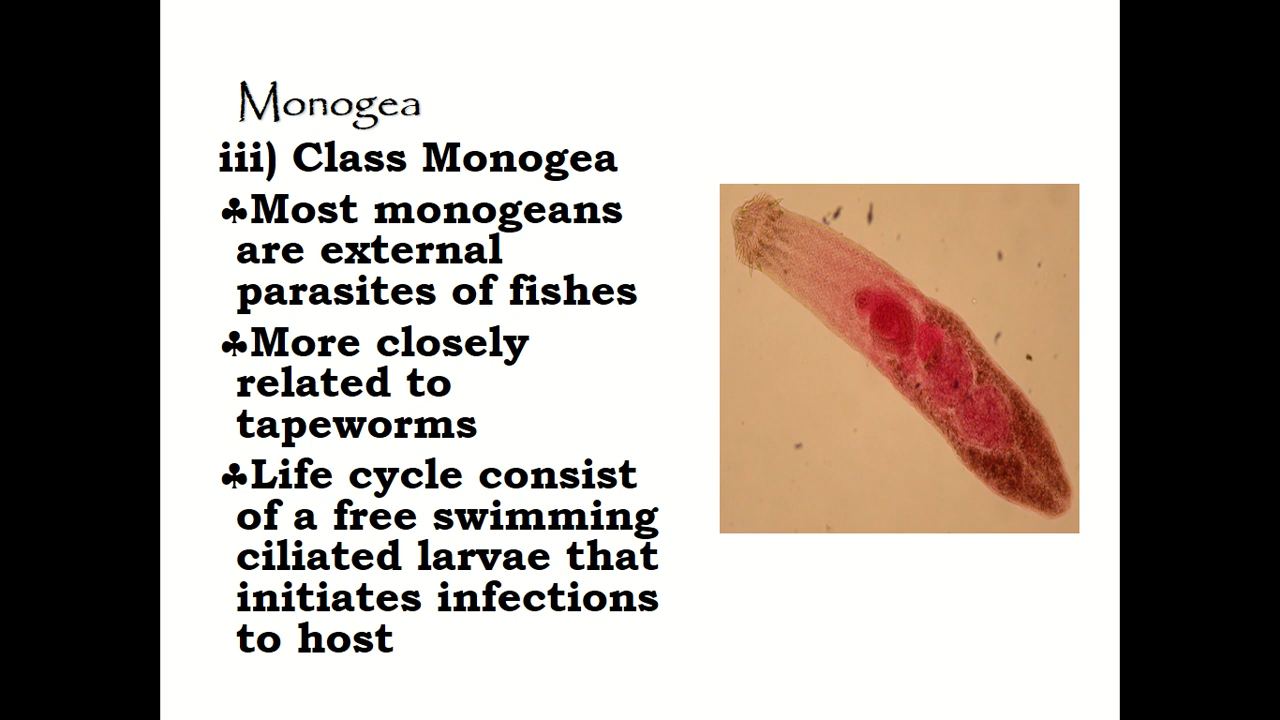 Monogea
iii) Class Monogea
♣Most monogeans
are external
parasites of fishes
♣More closely
related to
tapeworms
♣Life cycle consist
of a free swimming
ciliated larvae that
initiates infections
to host